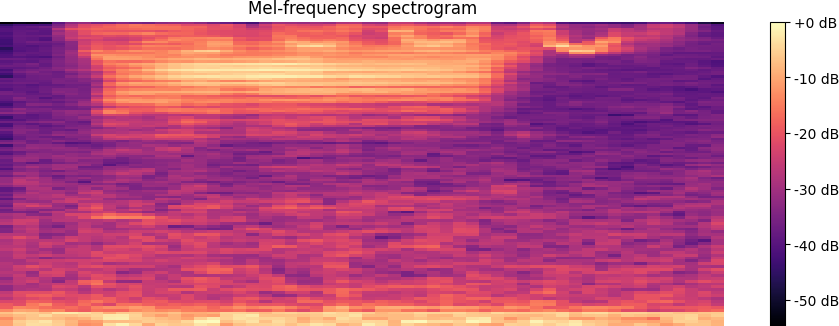 Mel-frequency spectrogram
+0 dB
-10 dB
-20 dB
-30 dB
-40 dB
-50 dB